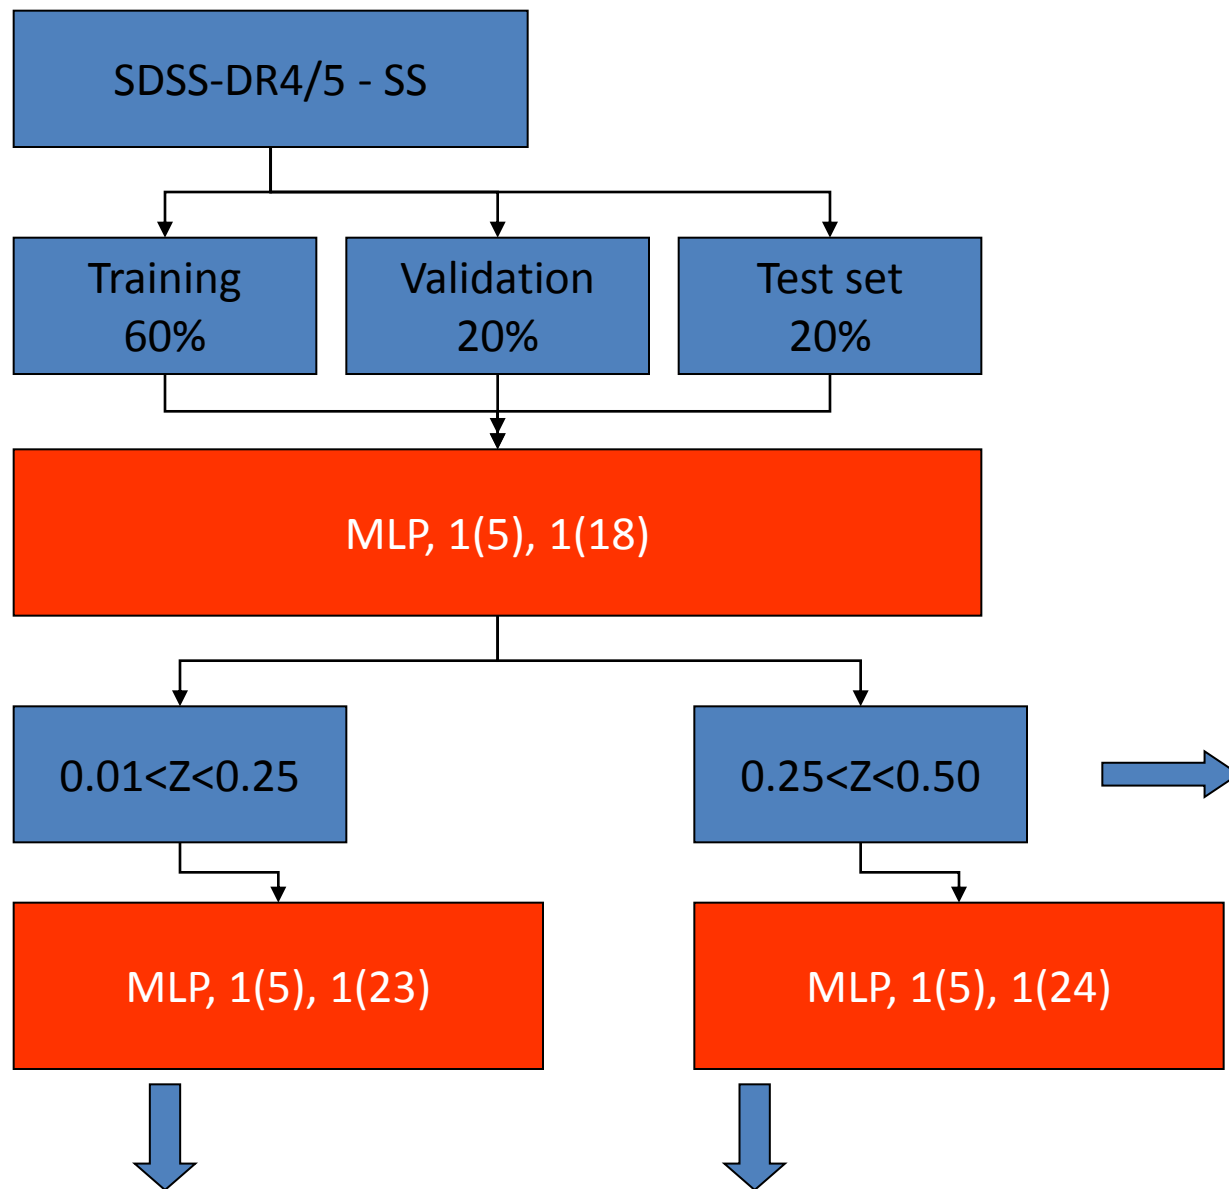 SDSS-DR4/5 - SS
Training
60%
Validation
20%
Test set
20%
MLP, 1(5), 1(18)
0.01<Z<0.25
0.25<Z<0.50
MLP, 1(5), 1(23)
MLP, 1(5), 1(24)